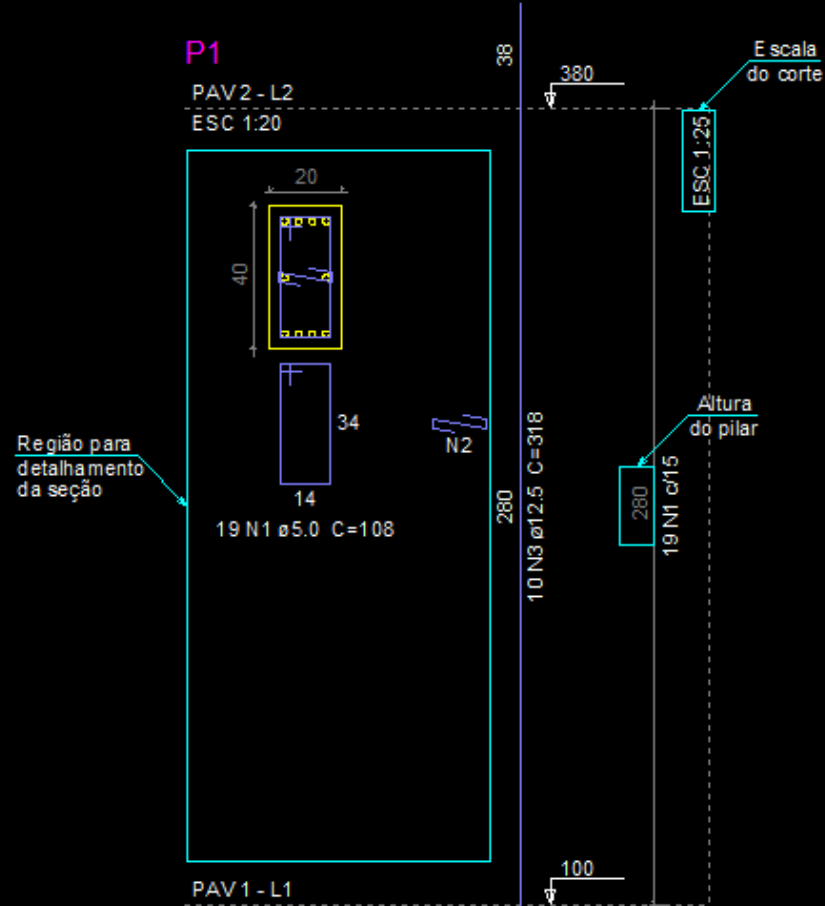 P1
38
Escala
do corte
PAV 2 - L2
380
ESC 1:20
ESC 1:25
20
40
34
N2
14
19 N1 ø5.0 C=108
Região para
detalhamento
da seção
280
10 N3 ø12.5 C=318
Altura
do pilar
280
19 N1 c/15
PAV 1 - L1
100